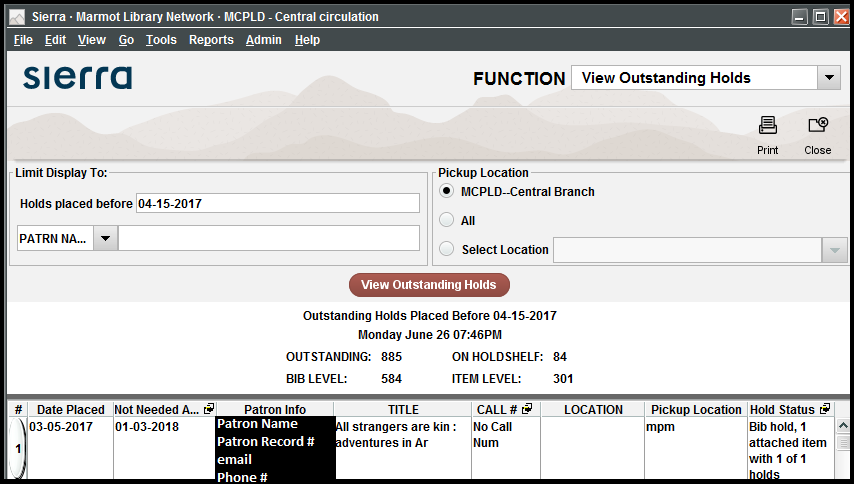 Sierra · Marmot Library Network · MCPLD - Central circulation
File Edit View Go Tools Reports Admin Help
sierra
FUNCTION View Outstanding Holds
Print Close
Limit Display To:
Holds placed before 04-15-2017
PATRN NA...
Pickup Location
MCPLD--Central Branch
All
Select Location
View Outstanding Holds
Outstanding Holds Placed Before 04-15-2017
Monday June 26 07:46PM
OUTSTANDING: 885 ON HOLDSHELF: 84
BIB LEVEL: 584 ITEM LEVEL: 301
# Date Placed Not Needed A... Patron Info TITLE CALL # LOCATION Pickup Location Hold Status
1 03-05-2017 01-03-2018
Patron Name
Patron Record #
email
Phone #
All strangers are kin :
adventures in Ar
No Call
Num
mpm
Bib hold, 1
attached item
with 1 of 1
holds